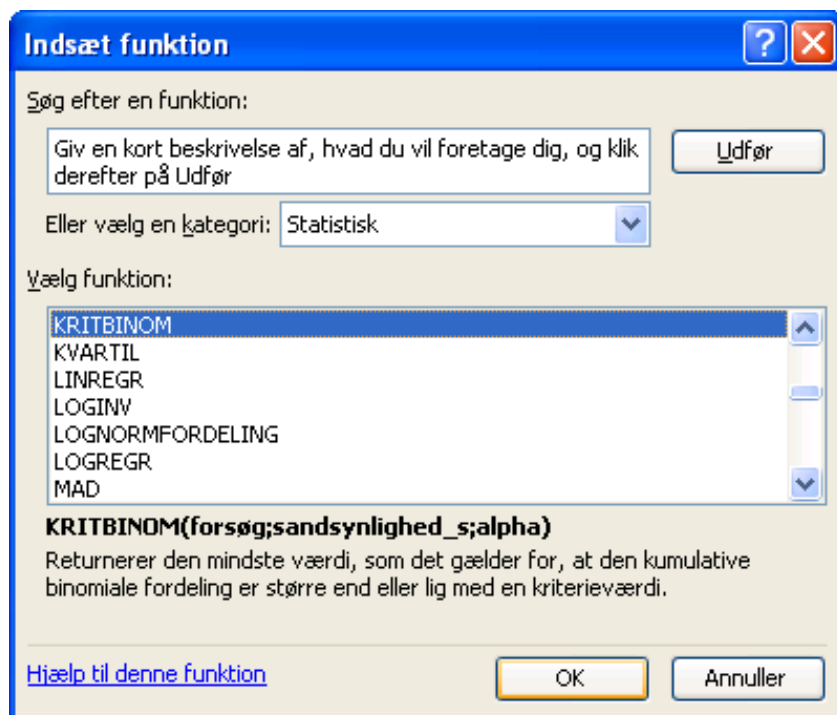 Indsæt funktion
Søg efter en funktion:
Giv en kort beskrivelse af, hvad du vil foretage dig, og klik
derefter på Udfør
Udfør
Eller vælg en kategori: Statistisk
Vælg funktion:
KRITBINOM
KVARTIL
LINREGR
LOGINV
LOGNORMFORDELING
LOGREGR
MAD
KRITBINOM(forsøg;sandsynlighed_s;alpha)
Returnerer den mindste værdi, som det gælder for, at den kumulative
binomiale fordeling er større end eller lig med en kriterieværdi.
Hjælp til denne funktion
OK
Annuller